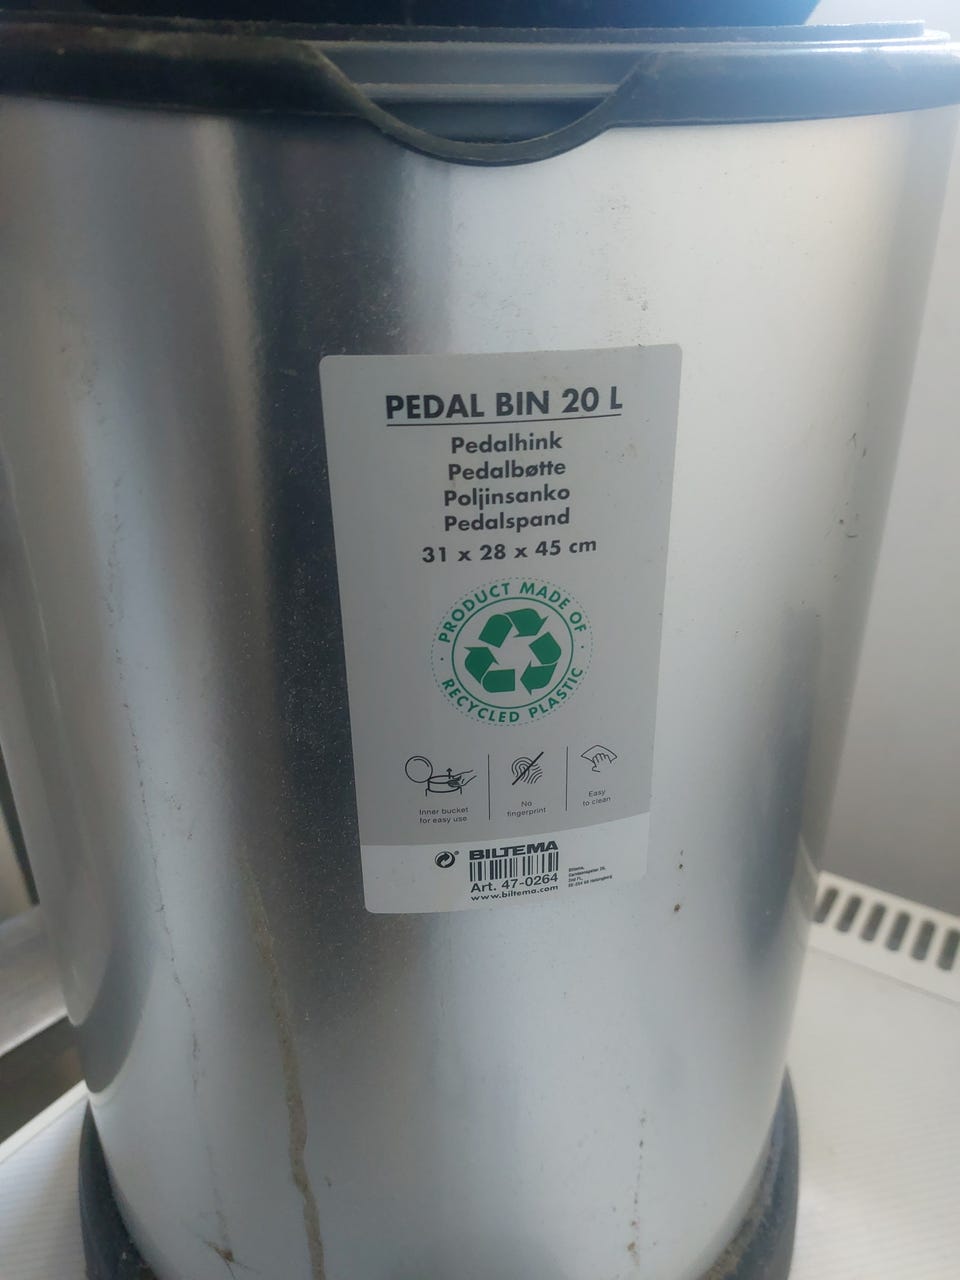 PEDAL BIN 20 L
Pedalhink
Pedalbøtte
Poljinsanko
Pedalspand
31 x 28 x 45 cm
PRODUCT MADE OF
RECYCLED PLASTIC
Inner bucket
for easy use
No
fingerprint
Easy
to clean
BILTEMA
Art. 47-0264
www.biltema.com
Biltema,